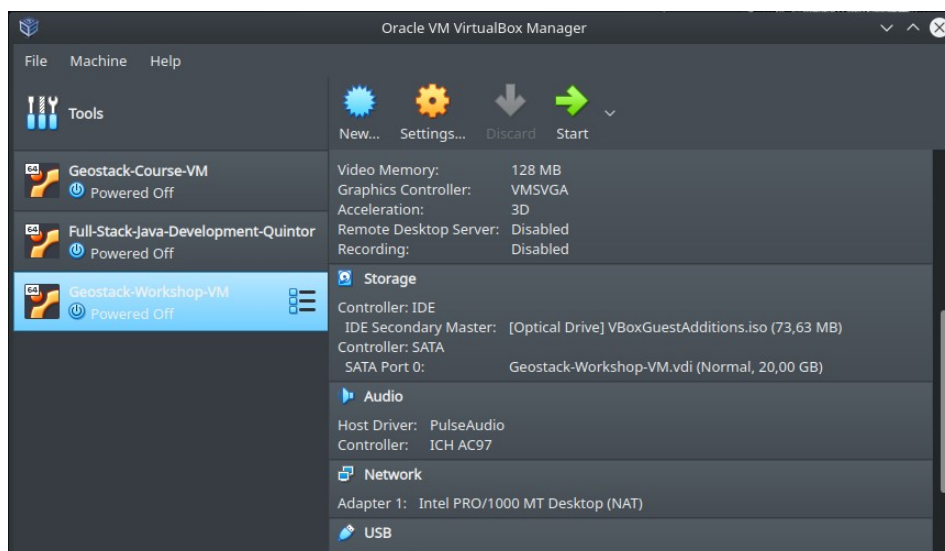 Oracle VM VirtualBox Manager
File Machine Help
Tools
New... Settings... Discard Start
64
Geostack-Course-VM
Powered Off
64
Full-Stack-Java-Development-Quintor
Powered Off
64
Geostack-Workshop-VM
Powered Off
Video Memory: 128 MB
Graphics Controller: VMSVGA
Acceleration: 3D
Remote Desktop Server: Disabled
Recording: Disabled
Storage
Controller: IDE
IDE Secondary Master: [Optical Drive] VBoxGuestAdditions.iso (73,63 MB)
Controller: SATA
SATA Port 0: Geostack-Workshop-VM.vdi (Normal, 20,00 GB)
Audio
Host Driver: PulseAudio
Controller: ICH AC97
Network
Adapter 1: Intel PRO/1000 MT Desktop (NAT)
USB